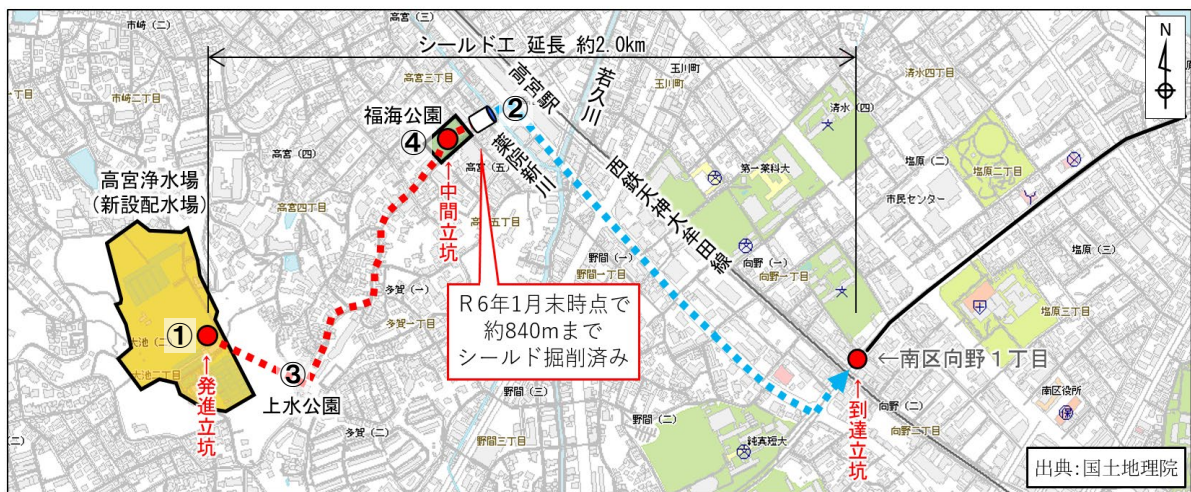 シールド工 延長 約2.0km
N
市崎(二)
高宮(三)
市崎二丁目
高宮三丁目
高宮駅
若久川
玉川町
玉川町
清水四丁目
清水(四)
福海公園
②
④
薬院新川
高宮(四)
高宮(五)
高宮四丁目
中間立坑
西鉄天神大牟田線
第一薬科大
塩原(二)
塩原二丁目
市民センター
高宮浄水場
(新設配水場)
野間(一)
野間一丁目
向野(一)
向野一丁目
塩原(三)
塩原三丁目
多賀(一)
多賀一丁目
R6年1月末時点で
約840mまで
シールド掘削済み
①
大池二丁目
③
上水公園
←発進立坑
←南区向野1丁目
←到達立坑
南区役所
多賀(二)
野間(三)
野間三丁目
野間(二)
純真短大
向野(二)
向野二丁目
出典:国土地理院